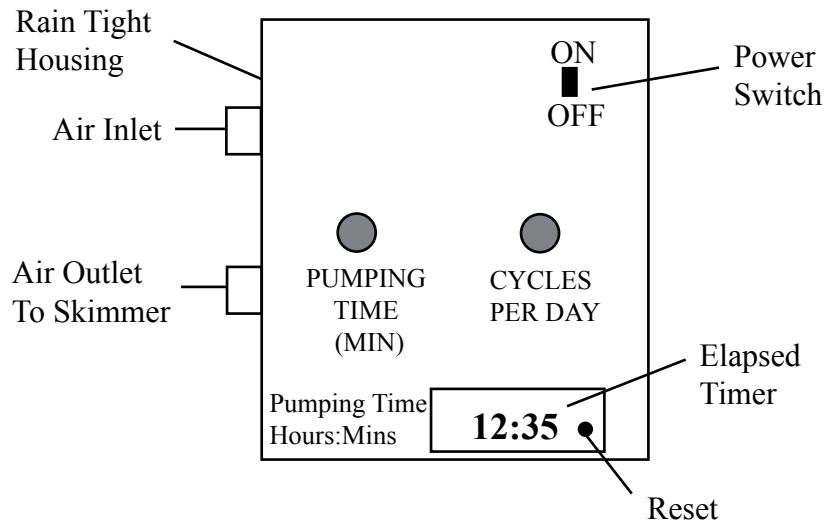 Rain Tight
Housing
ON
OFF
Power
Switch
Air Inlet
Air Outlet
To Skimmer
PUMPING
TIME
(MIN)
CYCLES
PER DAY
Elapsed
Timer
Pumping Time
Hours:Mins
12:35
Reset